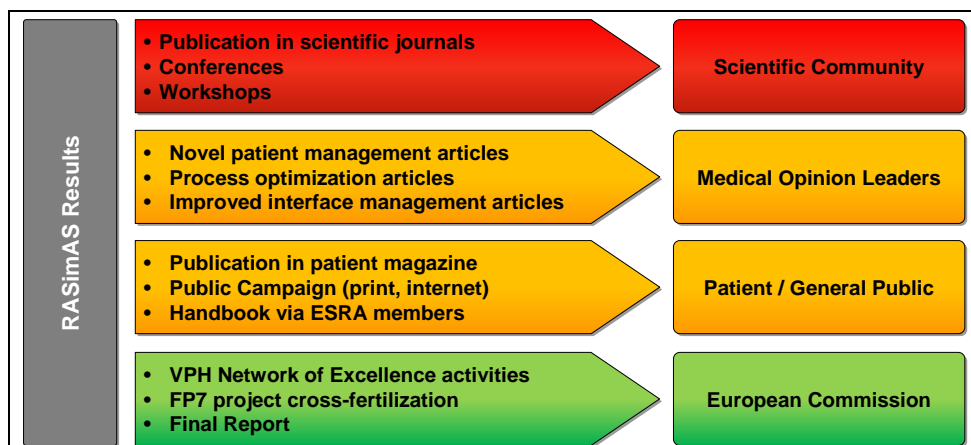 RASimAS Results
• Publication in scientific journals
• Conferences
• Workshops
Scientific Community
• Novel patient management articles
• Process optimization articles
• Improved interface management articles
Medical Opinion Leaders
• Publication in patient magazine
• Public Campaign (print, internet)
• Handbook via ESRA members
Patient / General Public
• VPH Network of Excellence activities
• FP7 project cross-fertilization
• Final Report
European Commission